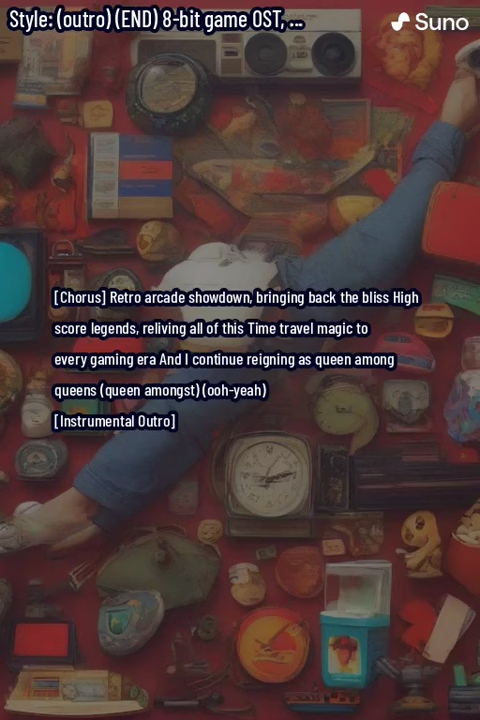 Style: (outro) (END) 8-bit game OST, ...
Suno
[Chorus] Retro arcade showdown, bringing back the bliss High
score legends, reliving all of this Time travel magic to
every gaming era And I continue reigning as queen among
queens (queen amongst) (ooh-yeah)
[Instrumental Outro]